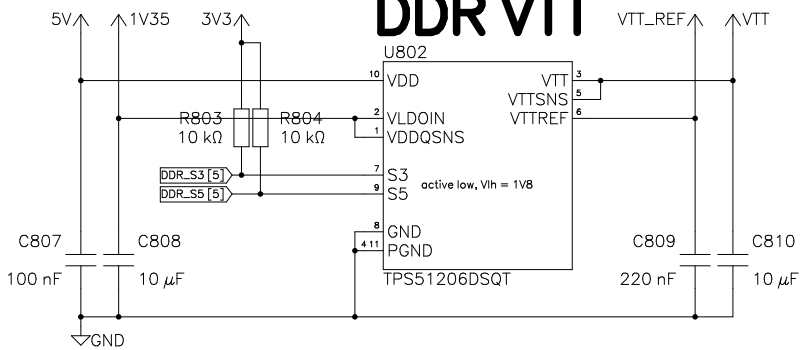 DDR VTT
5V
1V35
3V3
VTT_REF
VTT
U802
10
VDD
VTT
3
VTTSNS
5
R803
10 kΩ
R804
10 kΩ
2
VLDOIN
VTTREF
6
1
VDDQSNS
DDR_S3 [5]
7
S3
DDR_S5 [5]
9
S5
active low, VIh = 1V8
8
GND
4 11
PGND
C807
100 nF
C808
10 µF
C809
220 nF
C810
10 µF
TPS51206DSQT
GND